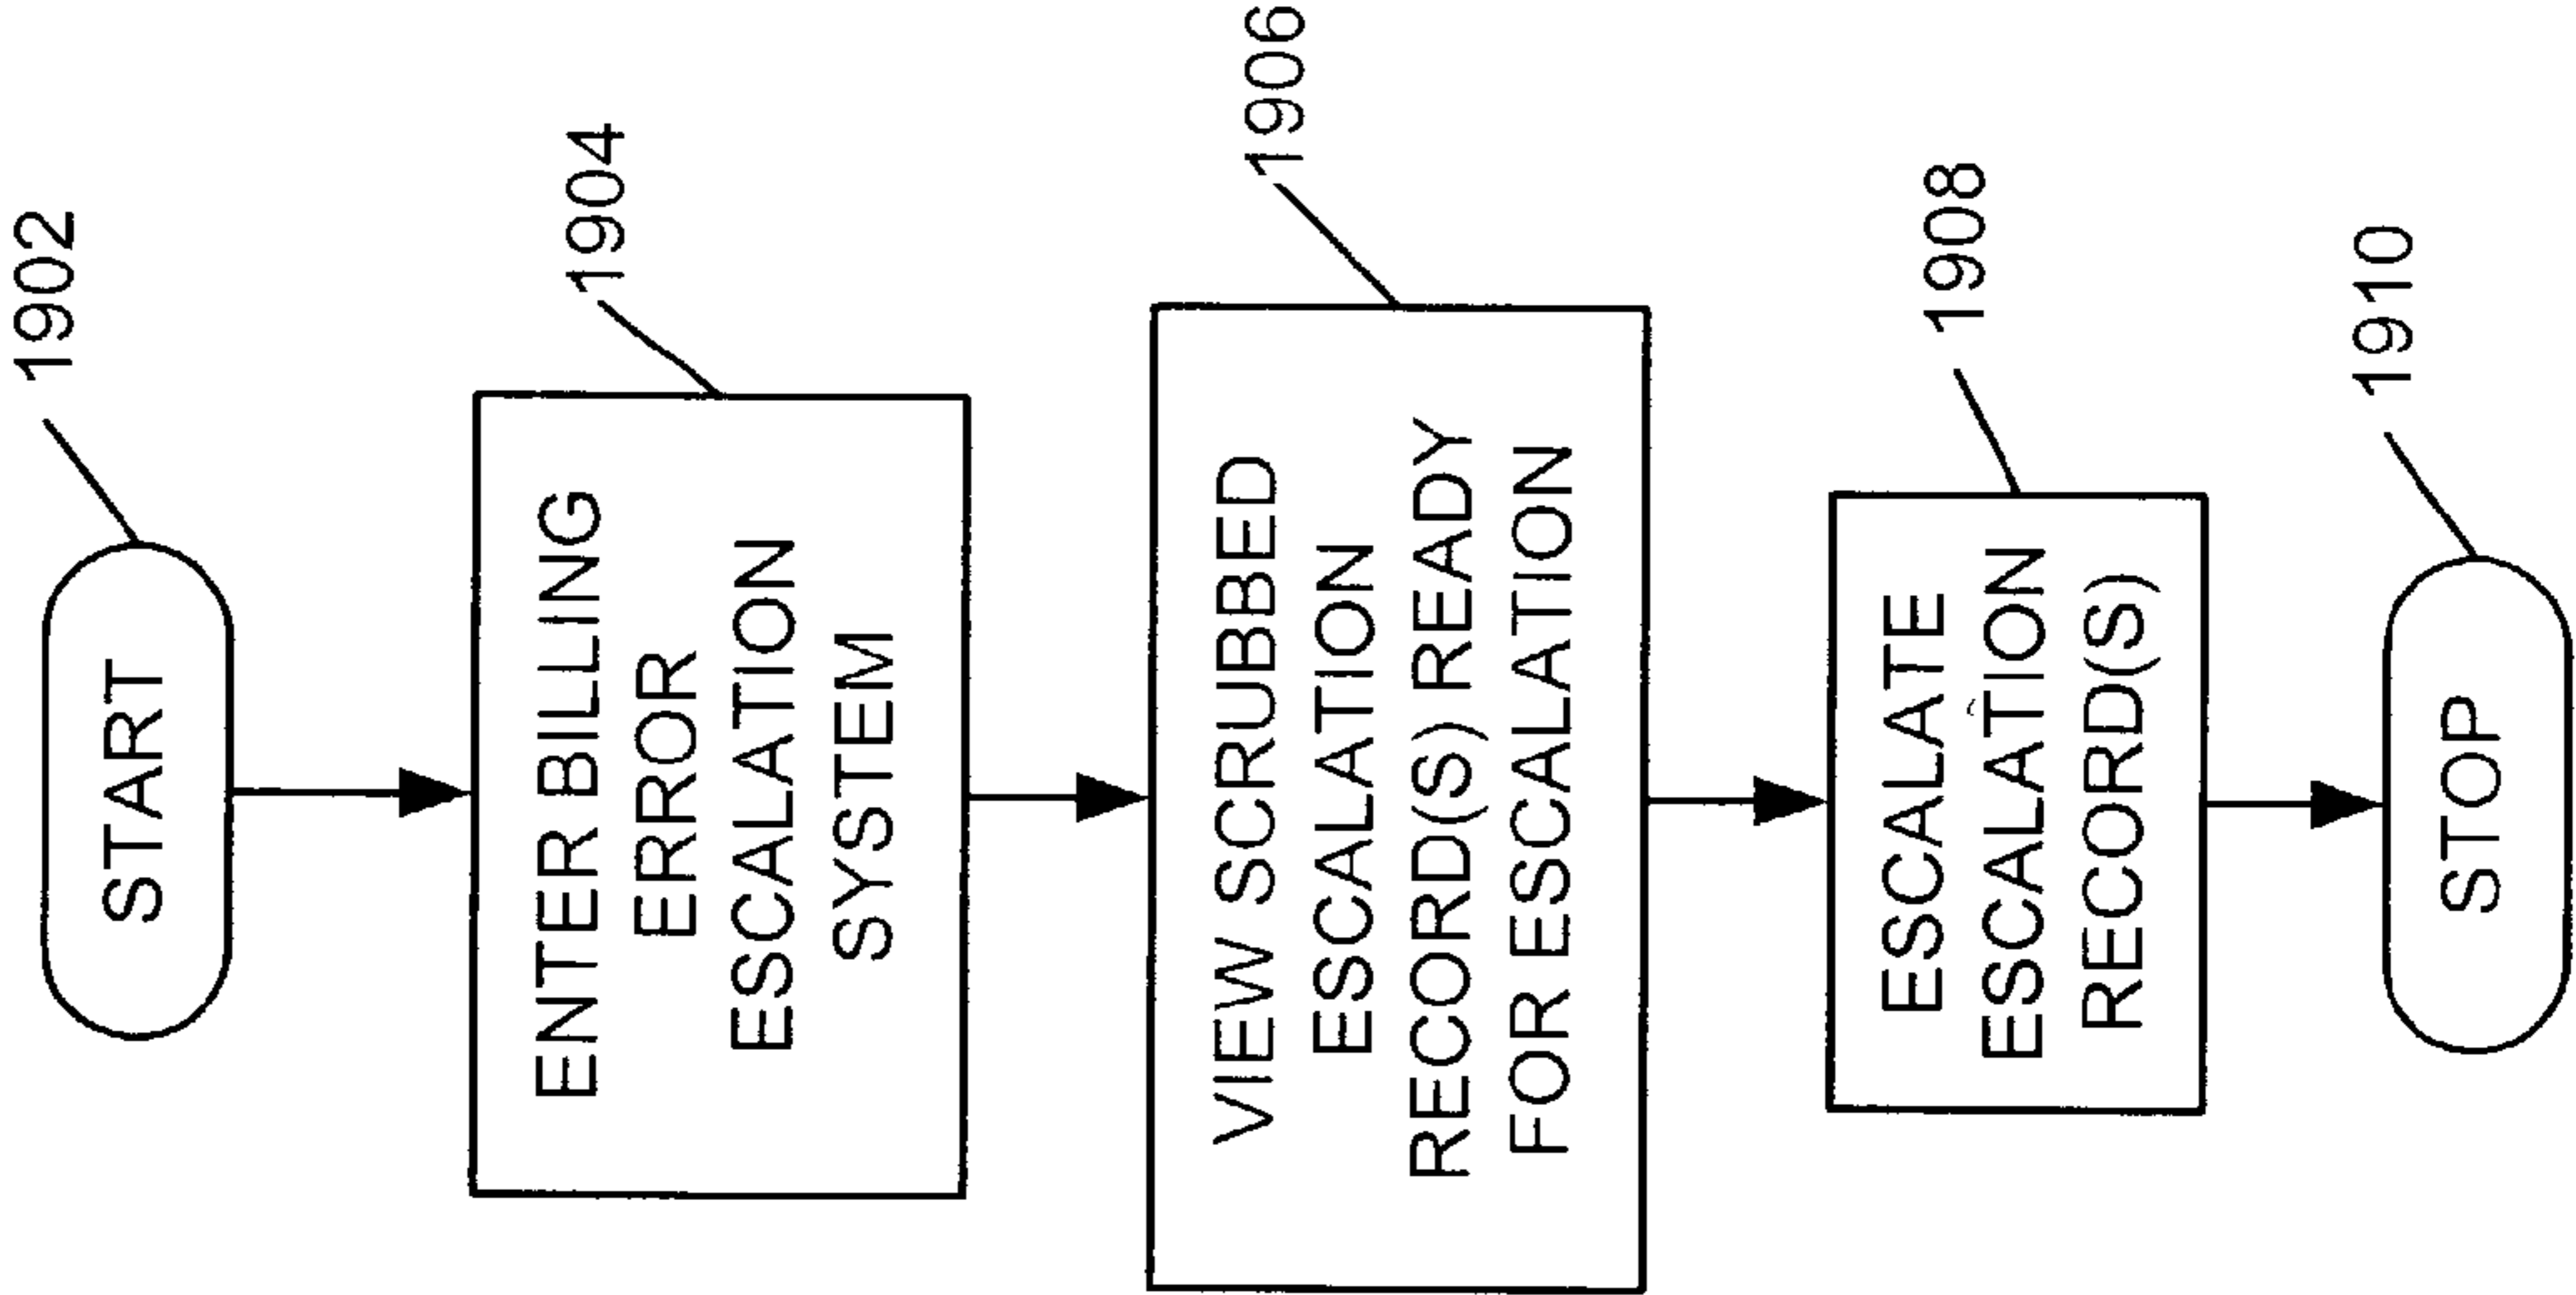 START
1902
ENTER BILLING
ERROR
ESCALATION
SYSTEM
1904
VIEW SCRUBBED
ESCALATION
RECORD(S) READY
FOR ESCALATION
1906
ESCALATE
ESCALATION
RECORD(S)
1908
STOP
1910